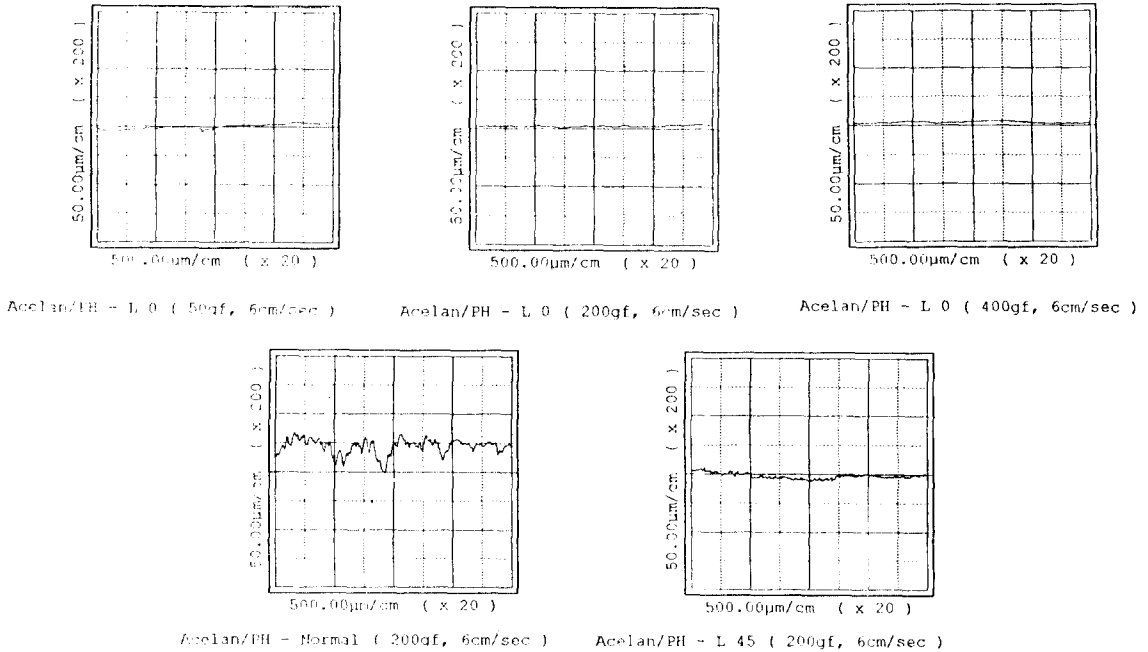 50.00μm/cm ( x 200 )
500.00μm/cm ( x 20 )
Acelan/PH - L 0 ( 50gf, 6cm/sec )
50.00μm/cm ( x 200 )
500.00μm/cm ( x 20 )
Acelan/PH - L 0 ( 200gf, 6cm/sec )
50.00μm/cm ( x 200 )
500.00μm/cm ( x 20 )
Acelan/PH - L 0 ( 400gf, 6cm/sec )
50.00μm/cm ( x 200 )
500.00μm/cm ( x 20 )
Acelan/PH - Normal ( 200gf, 6cm/sec )
50.00μm/cm ( x 200 )
500.00μm/cm ( x 20 )
Acelan/PH - L 45 ( 200gf, 6cm/sec )